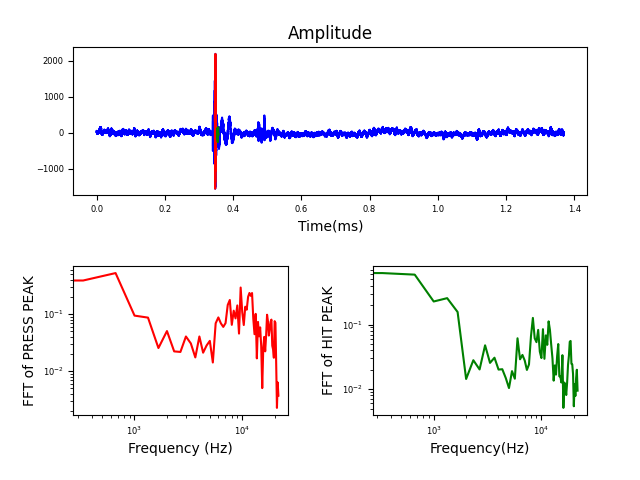 Amplitude
2000
1000
0
−1000
0.0 0.2 0.4 0.6 0.8 1.0 1.2 1.4
Time(ms)
FFT of PRESS PEAK
10⁻¹
10⁻²
10³ 10⁴
Frequency (Hz)
FFT of HIT PEAK
10⁻¹
10⁻²
10³ 10⁴
Frequency(Hz)